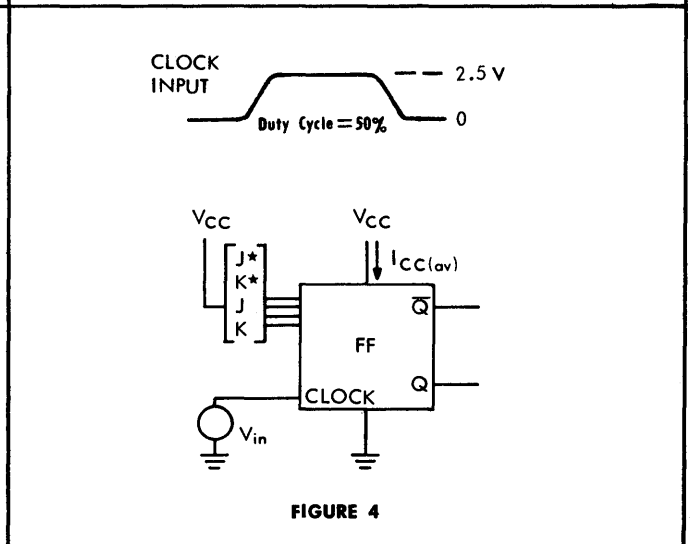 CLOCK
INPUT
2.5 V
Duty Cycle = 50%
0
VCC
VCC
J★
ICC(av)
K★
J
Q̅
K
FF
Q
CLOCK
Vin
FIGURE 4